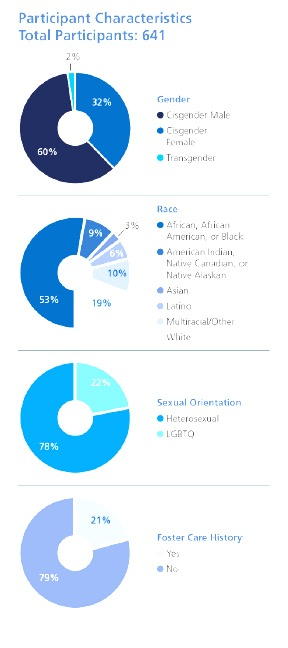 Participant Characteristics
Total Participants: 641
2%
32%
60%
Gender
Cisgender Male
Cisgender
Female
Transgender
9%
3%
6%
10%
53%
19%
Race
African, African
American, or Black
American Indian,
Native Canadian, or
Native Alaskan
Asian
Latino
Multiracial/Other
White
22%
78%
Sexual Orientation
Heterosexual
LGBTQ
21%
79%
Foster Care History
Yes
No